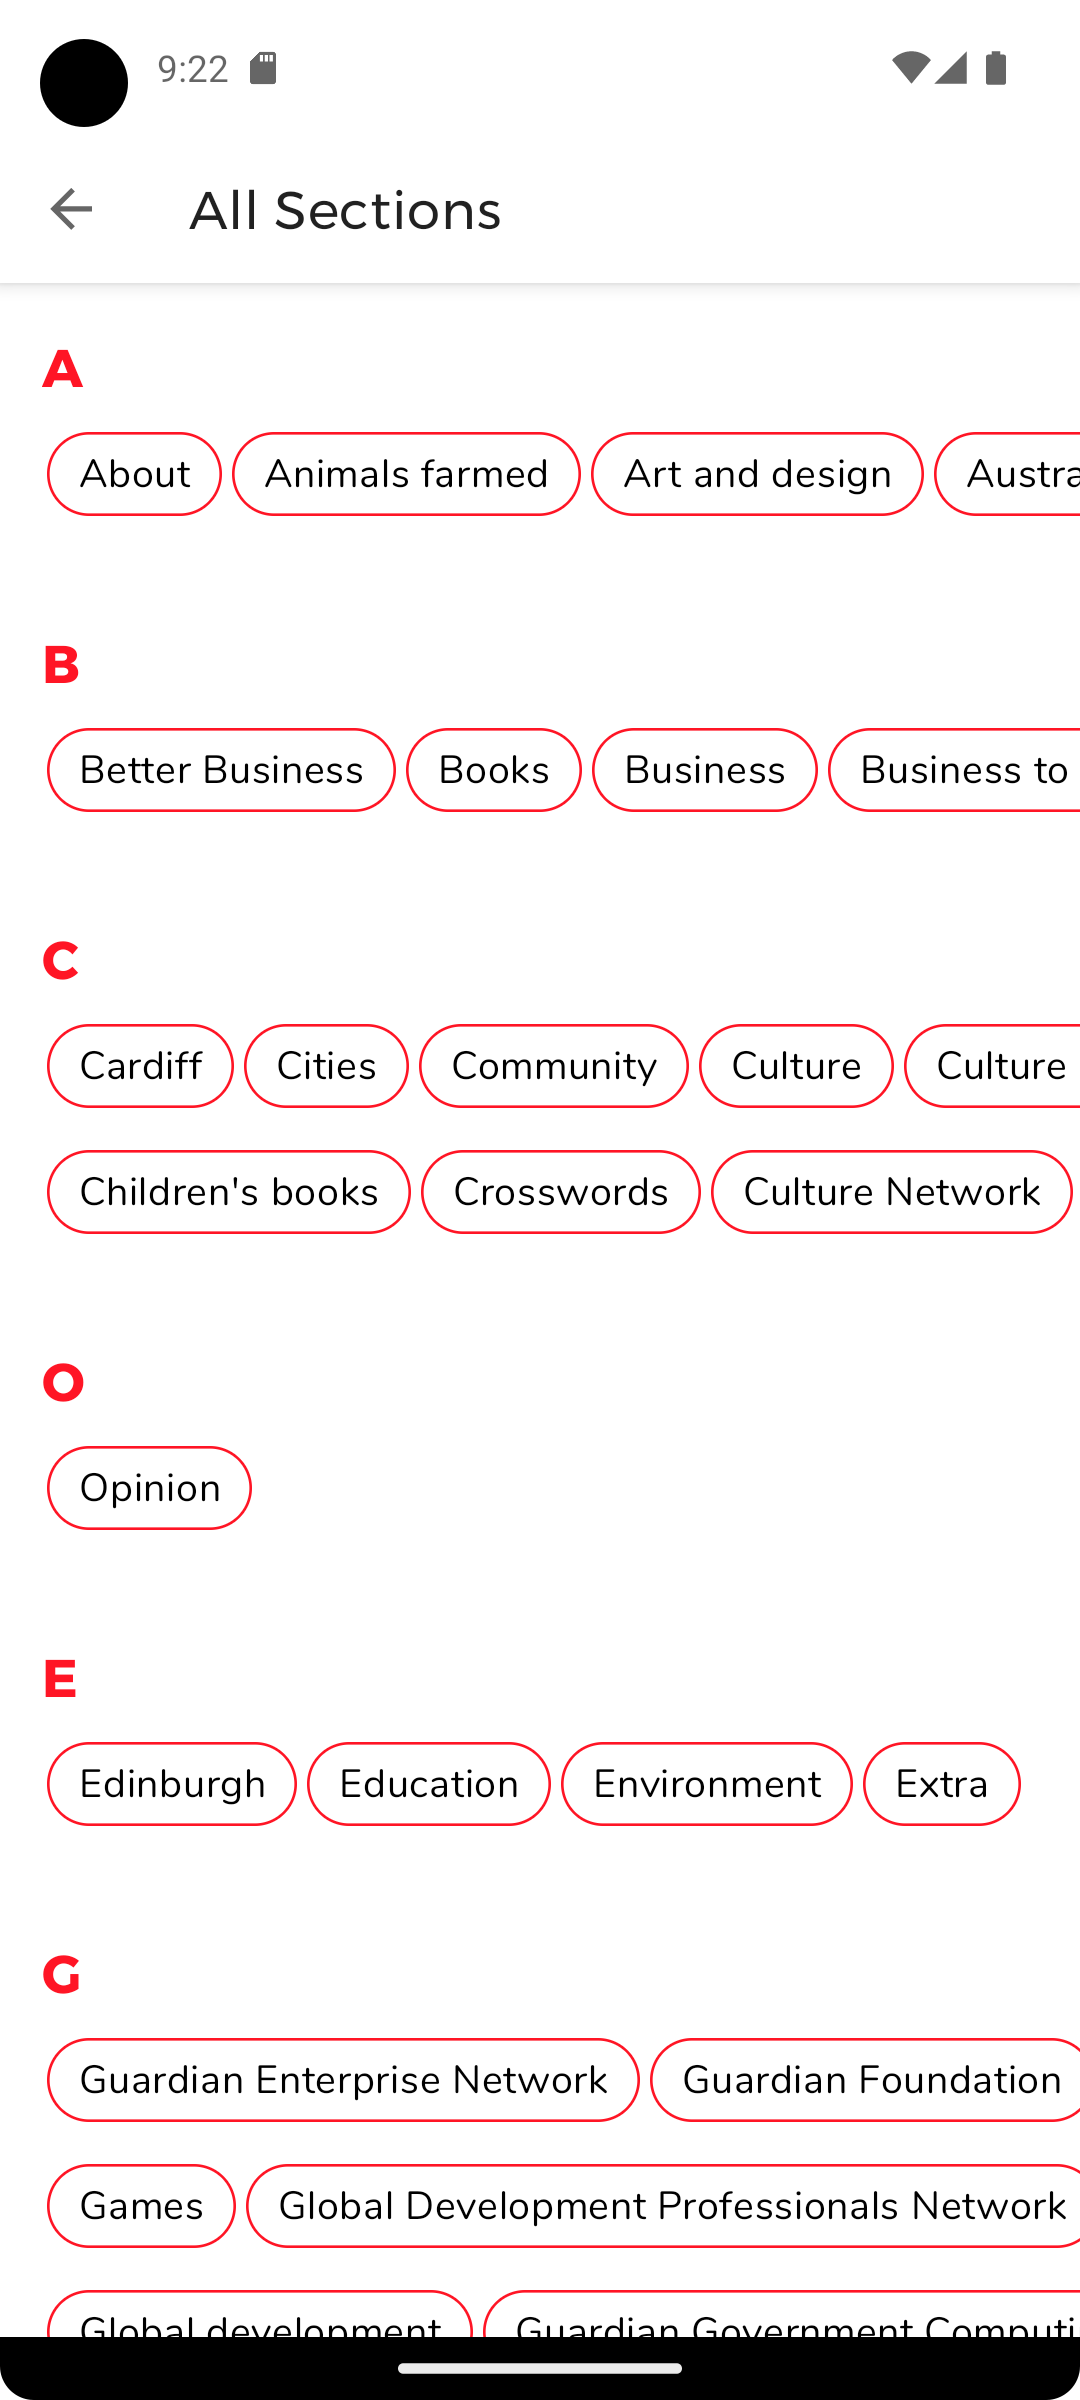 9:22
All Sections
A
About Animals farmed Art and design
B
Better Business Books Business Business to
C
Cardiff Cities Community Culture Culture
Children's books Crosswords Culture Network
O
Opinion
E
Edinburgh Education Environment Extra
G
Guardian Enterprise Network Guardian Foundation
Games Global Development Professionals Network
Global development Guardian Government